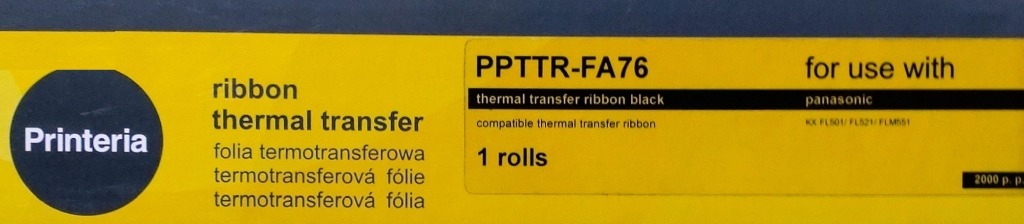 Printeria
ribbon
thermal transfer
folia termotransferowa
termotransferová fólie
termotransferová fólia
PPTTR-FA76
for use with
thermal transfer ribbon black
panasonic
compatible thermal transfer ribbon
KX FL501/ FL521/ FLM551
1 rolls
2000 p. p.